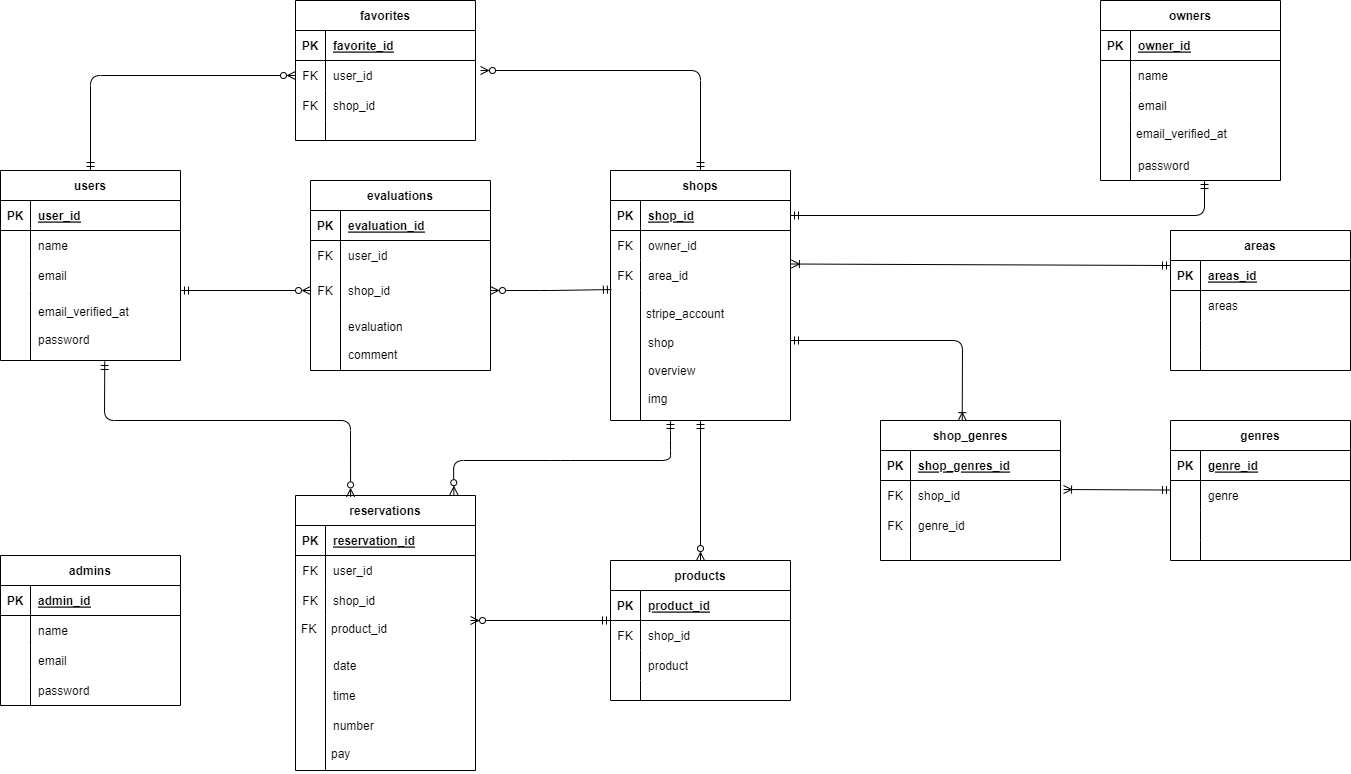 favorites
PK favorite_id
FK user_id
FK shop_id
owners
PK owner_id
name
email
email_verified_at
password
users
PK user_id
name
email
email_verified_at
password
evaluations
PK evaluation_id
FK user_id
FK shop_id
evaluation
comment
shops
PK shop_id
FK owner_id
FK area_id
stripe_account
shop
overview
img
areas
PK areas_id
areas
shop_genres
PK shop_genres_id
FK shop_id
FK genre_id
genres
PK genre_id
genre
admins
PK admin_id
name
email
password
reservations
PK reservation_id
FK user_id
FK shop_id
FK product_id
date
time
number
pay
products
PK product_id
FK shop_id
product